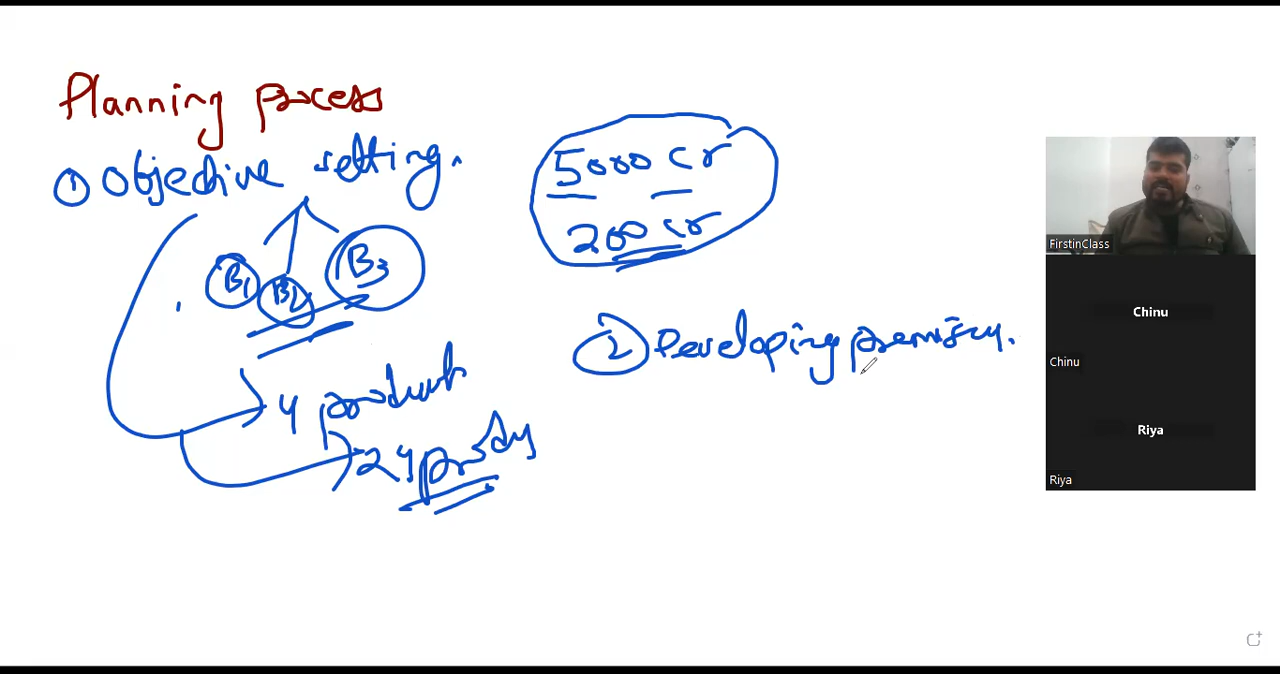 Planning process
① Objective setting.
B1 B2 B3
4 product
24 prods
5000 cr
200 cr
② Developing premises.
FirstinClass
Chinu
Chinu
Riya
Riya